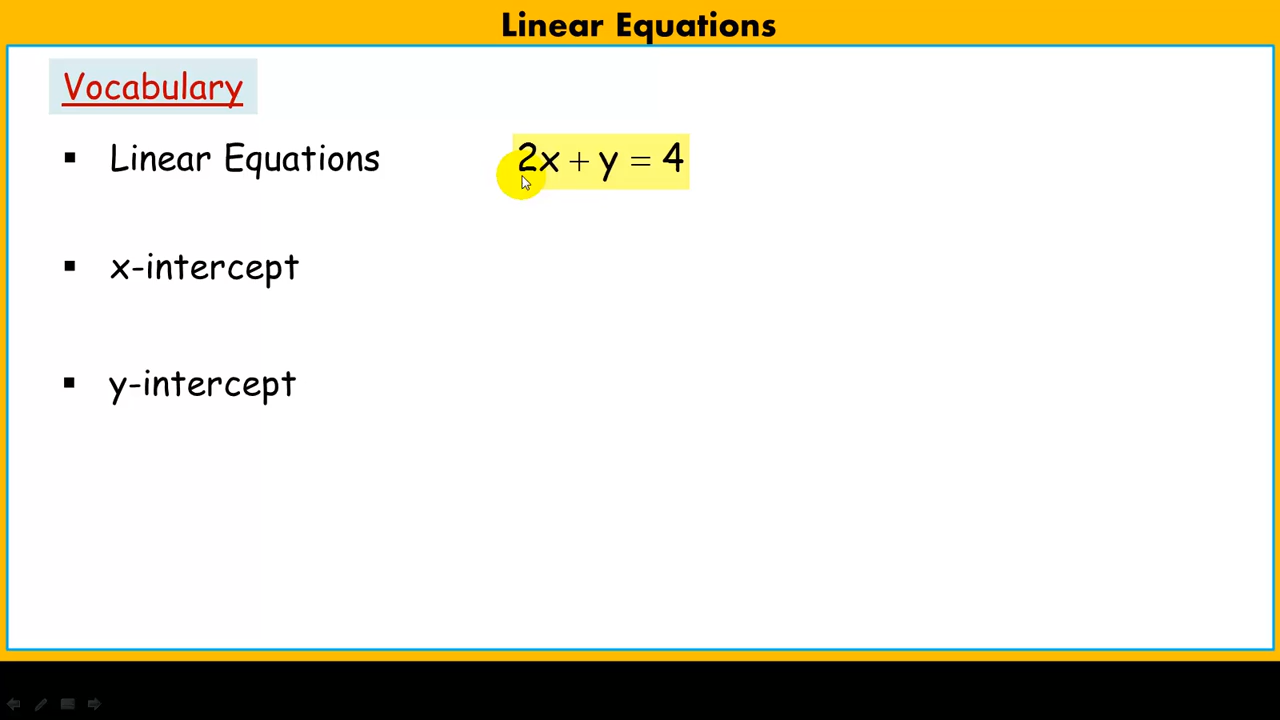 Linear Equations
Vocabulary
▪ Linear Equations 2x + y = 4
▪ x-intercept
▪ y-intercept